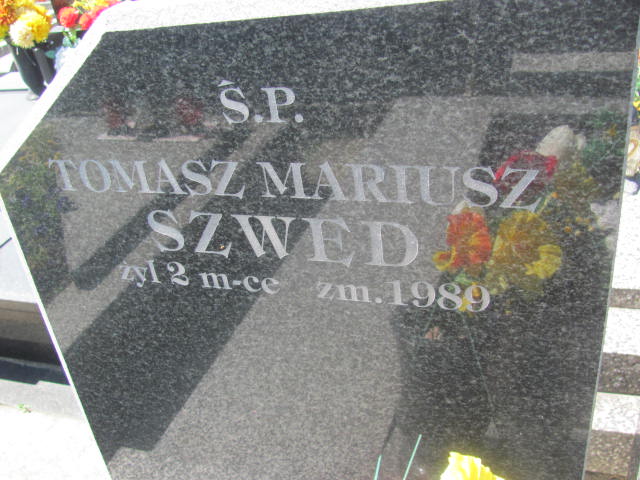 Ś.P.
TOMASZ MARIUSZ
SZWED
żył 2 m-ce zm.1989